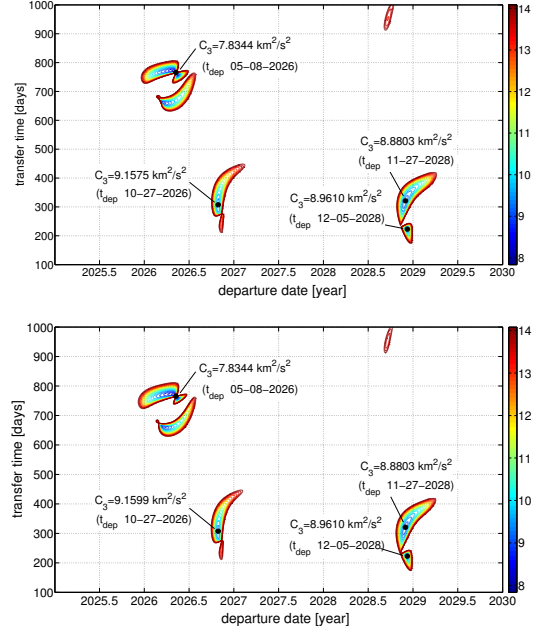 1000
900
800
700
600
500
400
300
200
100
transfer time [days]
C3=7.8344 km2/s2
(tdep 05-08-2026)
C3=9.1575 km2/s2
(tdep 10-27-2026)
C3=8.8803 km2/s2
(tdep 11-27-2028)
C3=8.9610 km2/s2
(tdep 12-05-2028)
2025.5 2026 2026.5 2027 2027.5 2028 2028.5 2029 2029.5 2030
departure date [year]
14
13
12
11
10
9
8
1000
900
800
700
600
500
400
300
200
100
transfer time [days]
C3=7.8344 km2/s2
(tdep 05-08-2026)
C3=9.1599 km2/s2
(tdep 10-27-2026)
C3=8.8803 km2/s2
(tdep 11-27-2028)
C3=8.9610 km2/s2
(tdep 12-05-2028)
2025.5 2026 2026.5 2027 2027.5 2028 2028.5 2029 2029.5 2030
departure date [year]
14
13
12
11
10
9
8